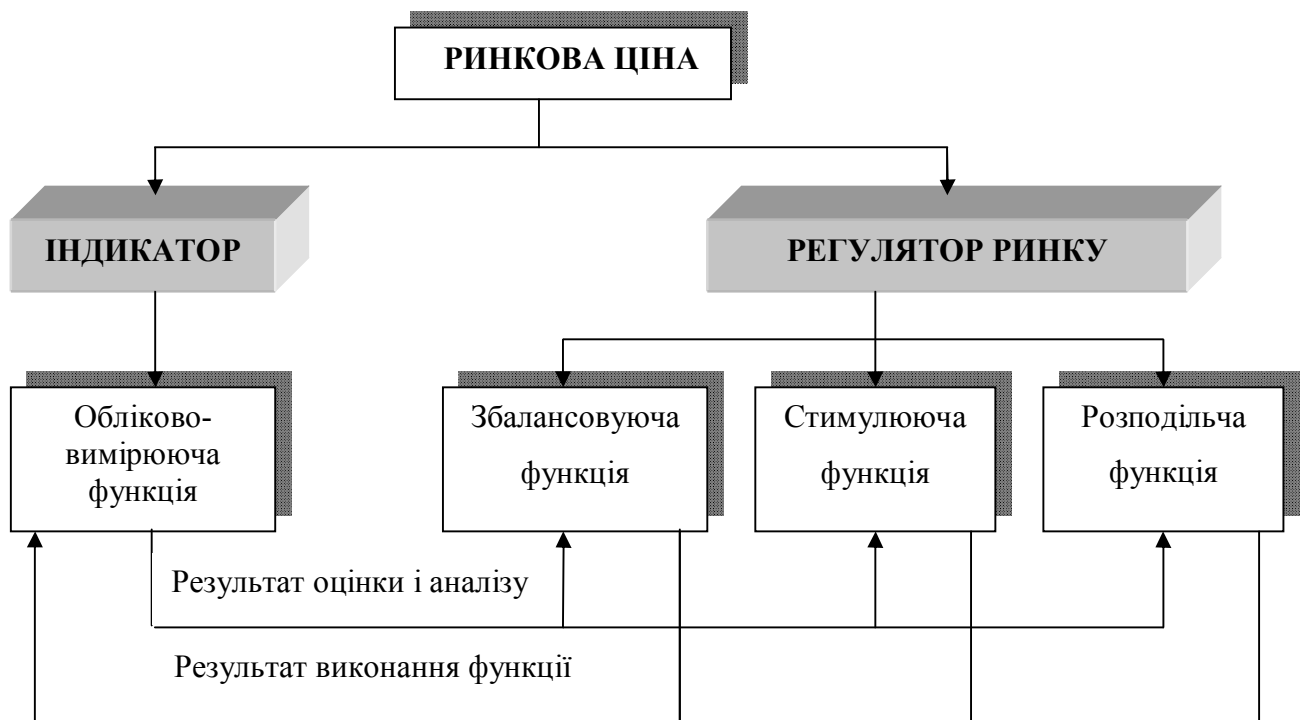 РИНКОВА ЦІНА
ІНДИКАТОР
РЕГУЛЯТОР РИНКУ
Обліково-
вимірююча
функція
Збалансовуюча
функція
Стимулююча
функція
Розподільча
функція
Результат оцінки і аналізу
Результат виконання функції